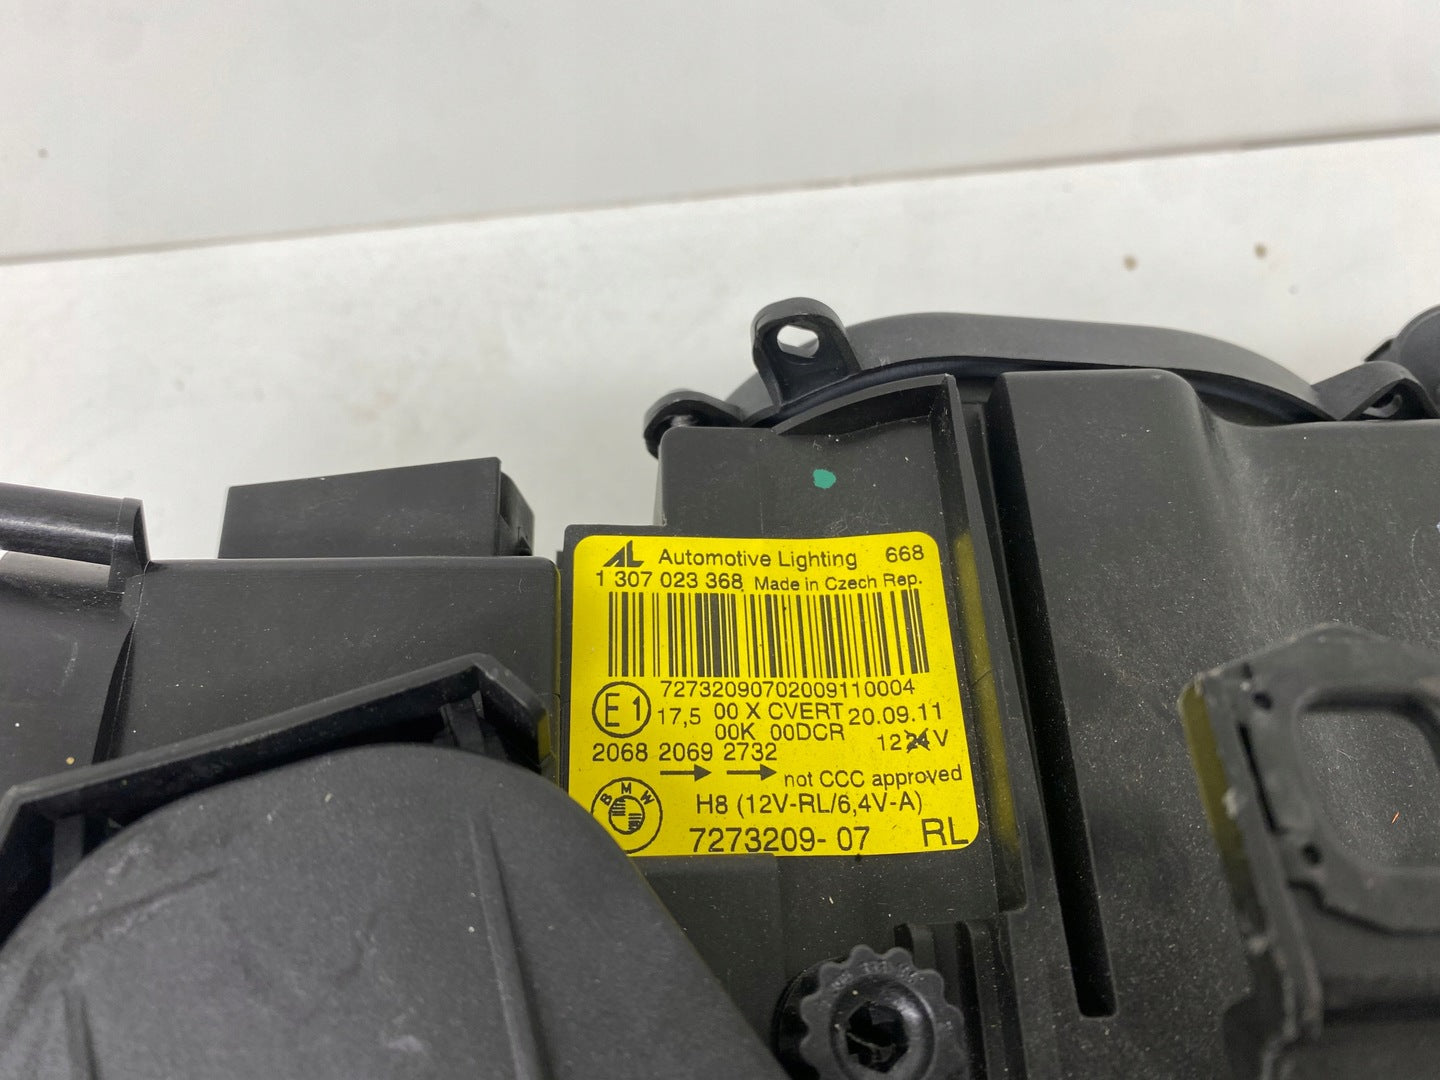 AL Automotive Lighting 668
1 307 023 368 Made in Czech Rep.
72732090702009110004
E1 17,5 00 X CVERT 20.09.11
00K 00DCR 1224V
2068 2069 2732
not CCC approved
BMW H8 (12V-RL/6,4V-A)
7273209- 07 RL